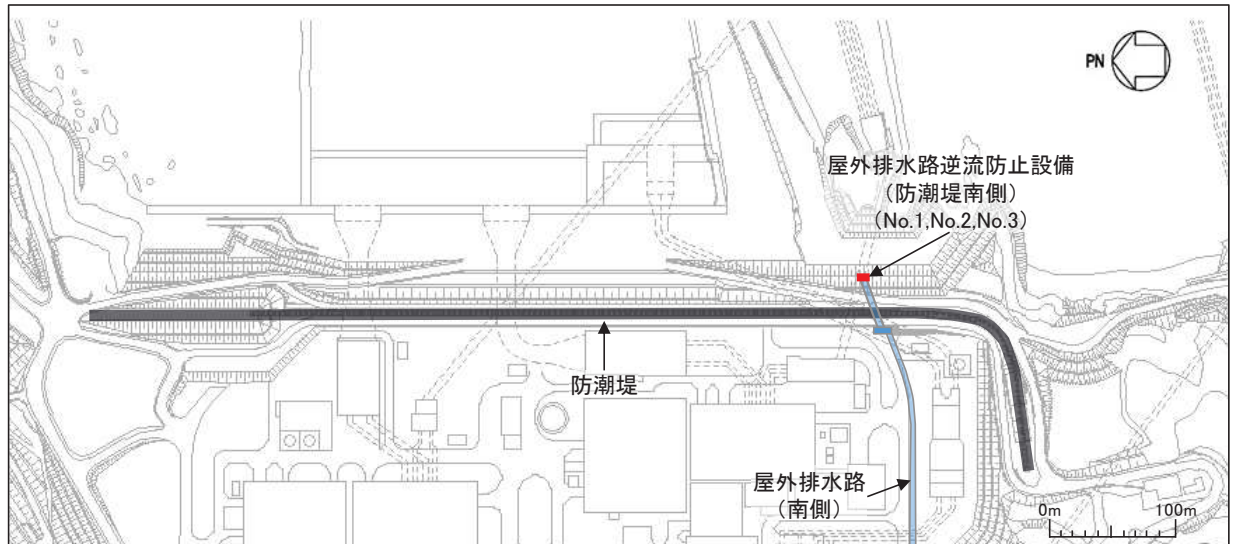 PN
屋外排水路逆流防止設備
（防潮堤南側）
（No.1,No.2,No.3）
防潮堤
屋外排水路
（南側）
0m 100m